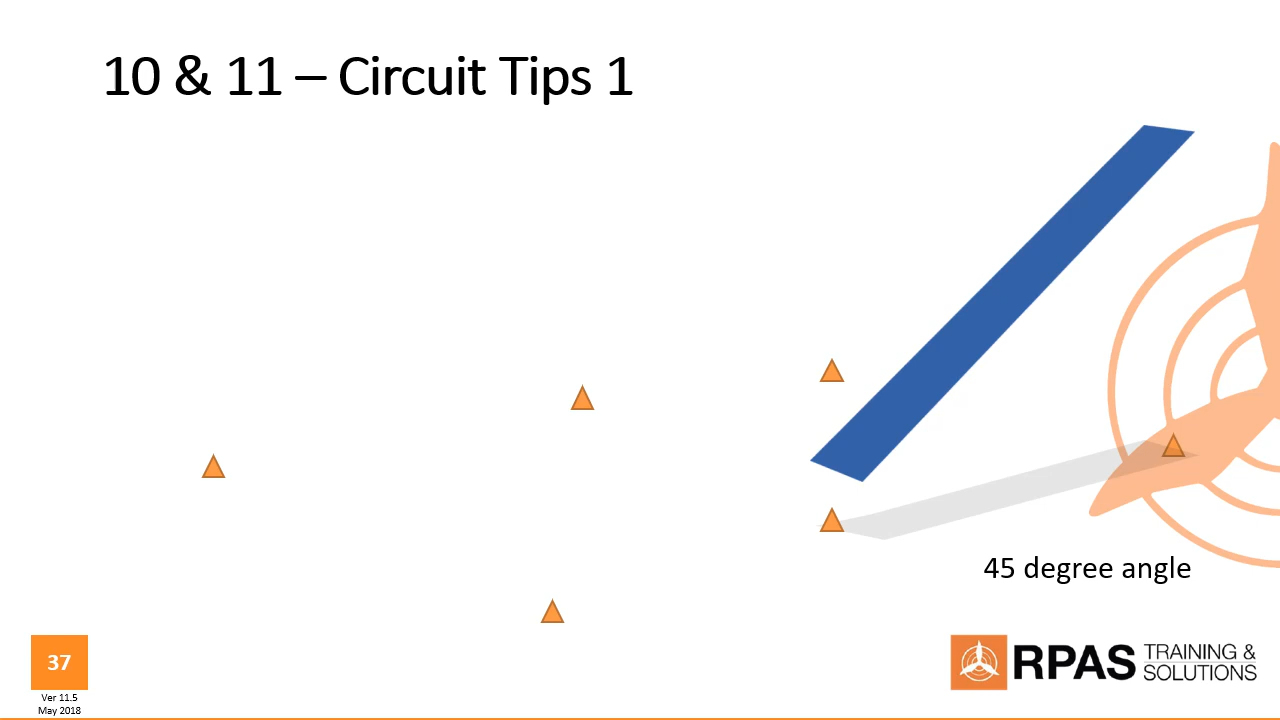 10 & 11 – Circuit Tips 1
45 degree angle
37
Ver 11.5
May 2018
RPAS TRAINING &
SOLUTIONS